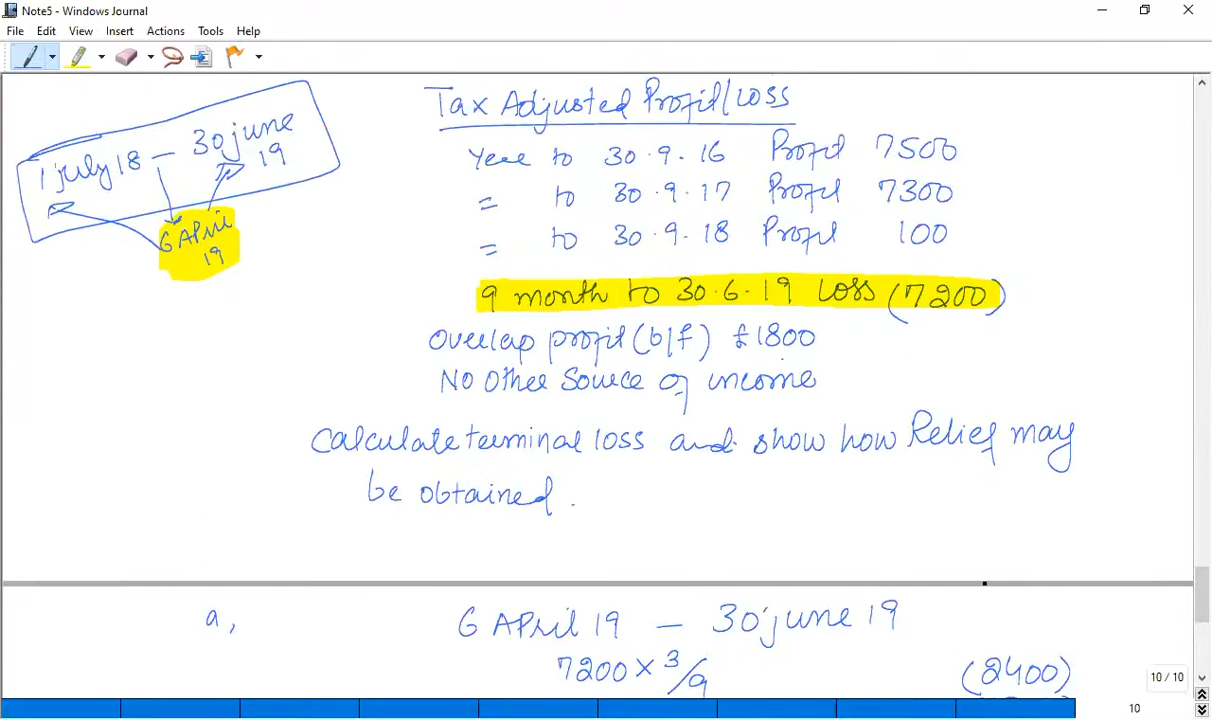 Note5 - Windows Journal
File Edit View Insert Actions Tools Help
1 july 18 — 30 june 19
6 April 19
Tax Adjusted Profit/Loss
Year to 30.9.16 Profit 7500
= to 30.9.17 Profit 7300
= to 30.9.18 Profit 100
9 month to 30.6.19 Loss (7200)
Overlap profit (b/f) £1800
No Other Source of income
Calculate terminal loss and show how Relief may
be obtained.
a, 6 April 19 — 30 june 19
7200 × 3/9 (2400)
10 / 10
10